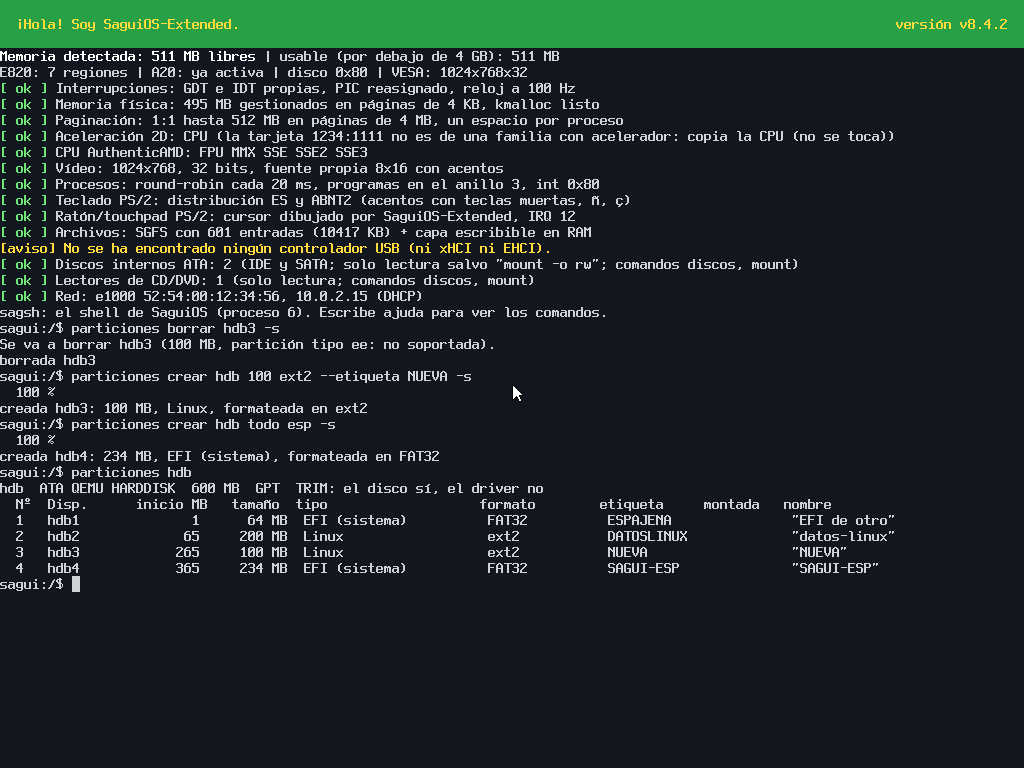 ¡Hola! Soy SaguiOS-Extended.
versión v8.4.2
Memoria detectada: 511 MB libres | usable (por debajo de 4 GB): 511 MB
E820: 7 regiones | A20: ya activa | disco 0x80 | VESA: 1024x768x32
[ ok ] Interrupciones: GDT e IDT propias, PIC reasignado, reloj a 100 Hz
[ ok ] Memoria física: 495 MB gestionados en páginas de 4 KB, kmalloc listo
[ ok ] Paginación: 1:1 hasta 512 MB en páginas de 4 MB, un espacio por proceso
[ ok ] Aceleración 2D: CPU (la tarjeta 1234:1111 no es de una familia con acelerador: copia la CPU (no se toca))
[ ok ] CPU AuthenticAMD: FPU MMX SSE SSE2 SSE3
[ ok ] Vídeo: 1024x768, 32 bits, fuente propia 8x16 con acentos
[ ok ] Procesos: round-robin cada 20 ms, programas en el anillo 3, int 0x80
[ ok ] Teclado PS/2: distribución ES y ABNT2 (acentos con teclas muertas, ñ, ç)
[ ok ] Ratón/touchpad PS/2: cursor dibujado por SaguiOS-Extended, IRQ 12
[ ok ] Archivos: SGFS con 601 entradas (10417 KB) + capa escribible en RAM
[aviso] No se ha encontrado ningún controlador USB (ni xHCI ni EHCI).
[ ok ] Discos internos ATA: 2 (IDE y SATA; solo lectura salvo "mount -o rw"; comandos discos, mount)
[ ok ] Lectores de CD/DVD: 1 (solo lectura; comandos discos, mount)
[ ok ] Red: e1000 52:54:00:12:34:56, 10.0.2.15 (DHCP)
sagsh: el shell de SaguiOS (proceso 6). Escribe ajuda para ver los comandos.
sagui:/$ particiones borrar hdb3 -s
Se va a borrar hdb3 (100 MB, partición tipo ee: no soportada).
borrada hdb3
sagui:/$ particiones crear hdb 100 ext2 --etiqueta NUEVA -s
100 %
creada hdb3: 100 MB, Linux, formateada en ext2
sagui:/$ particiones crear hdb todo esp -s
100 %
creada hdb4: 234 MB, EFI (sistema), formateada en FAT32
sagui:/$ particiones hdb
hdb  ATA QEMU HARDDISK  600 MB  GPT  TRIM: el disco sí, el driver no
Nº  Disp.  inicio MB  tamaño  tipo  formato  etiqueta  montada  nombre
1  hdb1  1  64 MB  EFI (sistema)  FAT32  ESPAJENA  "EFI de otro"
2  hdb2  65  200 MB  Linux  ext2  DATOSLINUX  "datos-linux"
3  hdb3  265  100 MB  Linux  ext2  NUEVA  "NUEVA"
4  hdb4  365  234 MB  EFI (sistema)  FAT32  SAGUI-ESP  "SAGUI-ESP"
sagui:/$